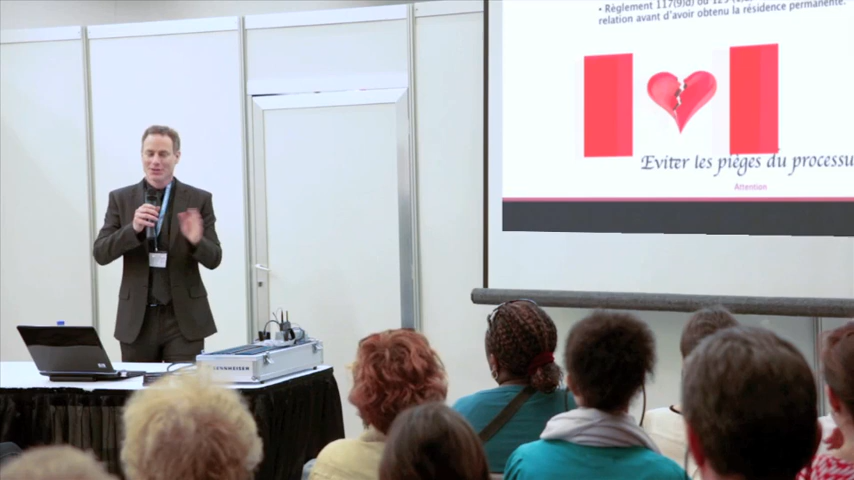 • Règlement 117(9)d) ou
relation avant d'avoir obtenu la résidence permanente.
Eviter les pièges du processu
Attention
SENNHEISER